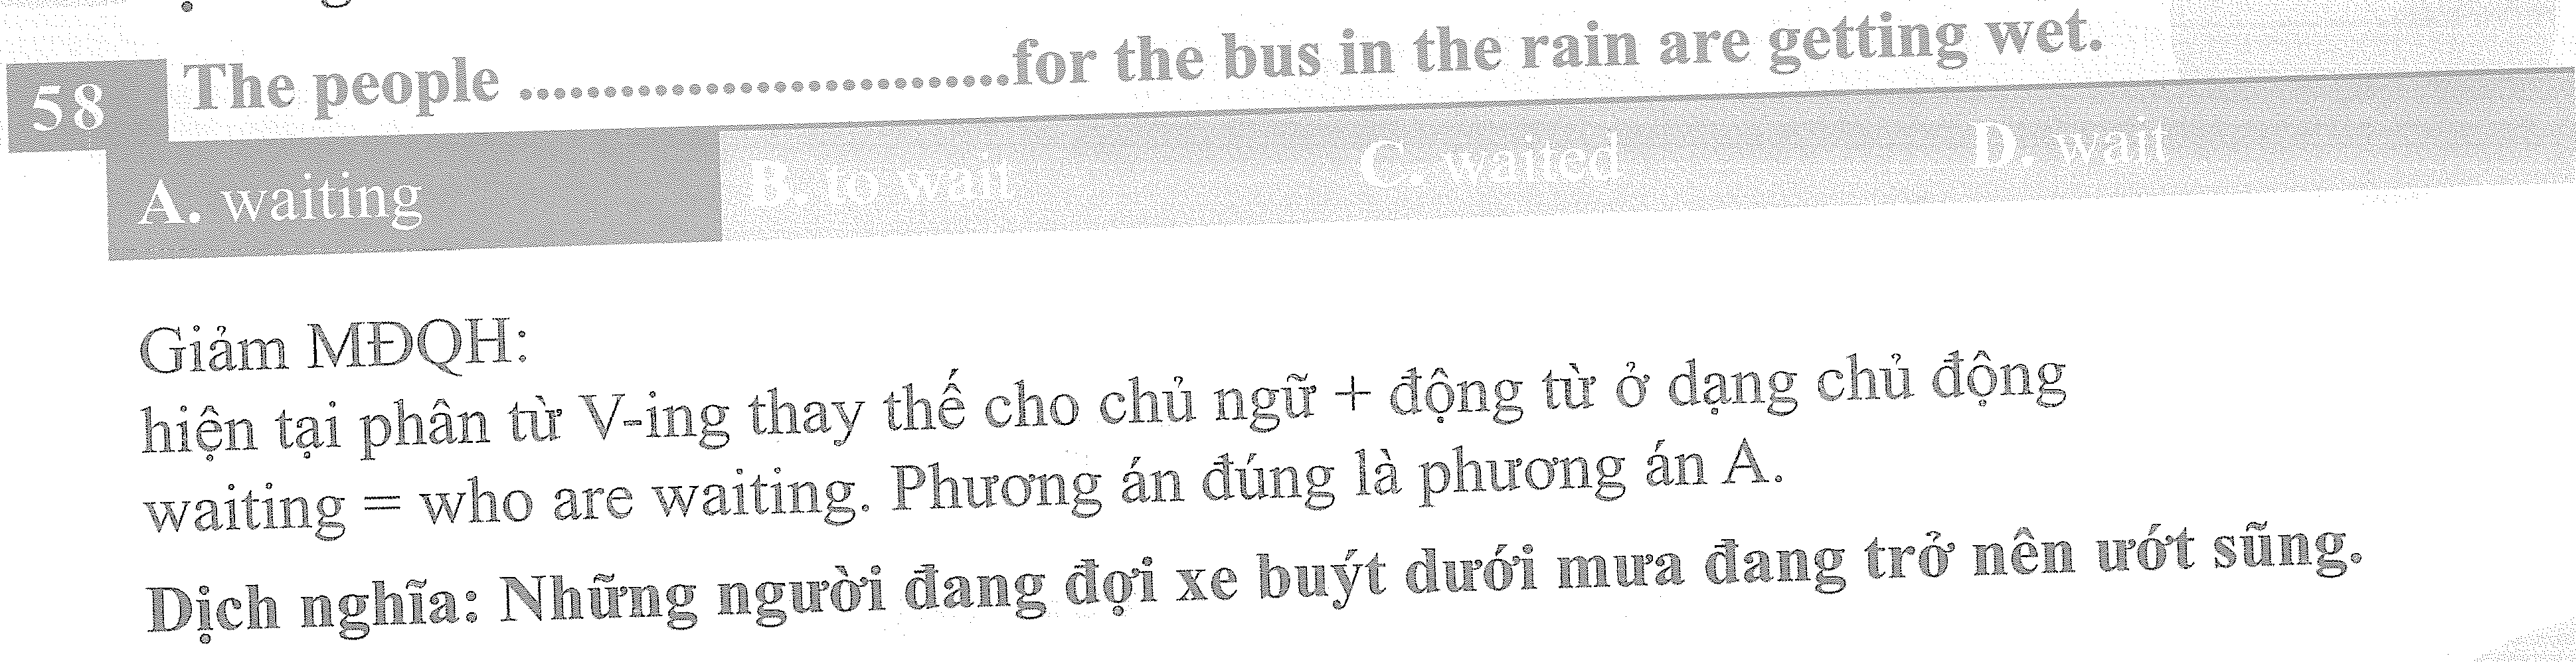 58 The people ............................for the bus in the rain are getting wet.
A. waiting B. to wait C. waited D. wait
Giảm MĐQH:
hiện tại phân từ V-ing thay thế cho chủ ngữ + động từ ở dạng chủ động
waiting = who are waiting. Phương án đúng là phương án A.
Dịch nghĩa: Những người đang đợi xe buýt dưới mưa đang trở nên ướt sũng.